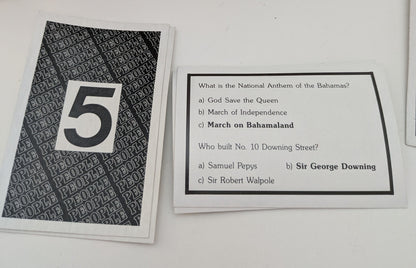 5
PEOPLE
What is the National Anthem of the Bahamas?
a) God Save the Queen
b) March of Independence
c) March on Bahamaland
Who built No. 10 Downing Street?
a) Samuel Pepys b) Sir George Downing
c) Sir Robert Walpole